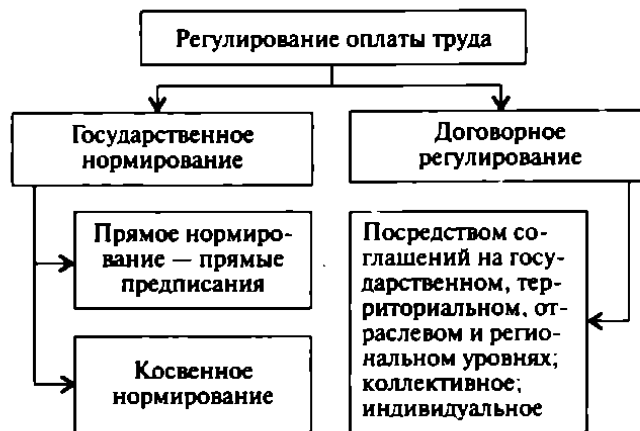 Регулирование оплаты труда
Государственное
нормирование
Договорное
регулирование
Прямое нормиро-
вание — прямые
предписания
Косвенное
нормирование
Посредством со-
глашений на госу-
дарственном, тер-
риториальном, от-
раслевом и регио-
нальном уровнях;
коллективное;
индивидуальное